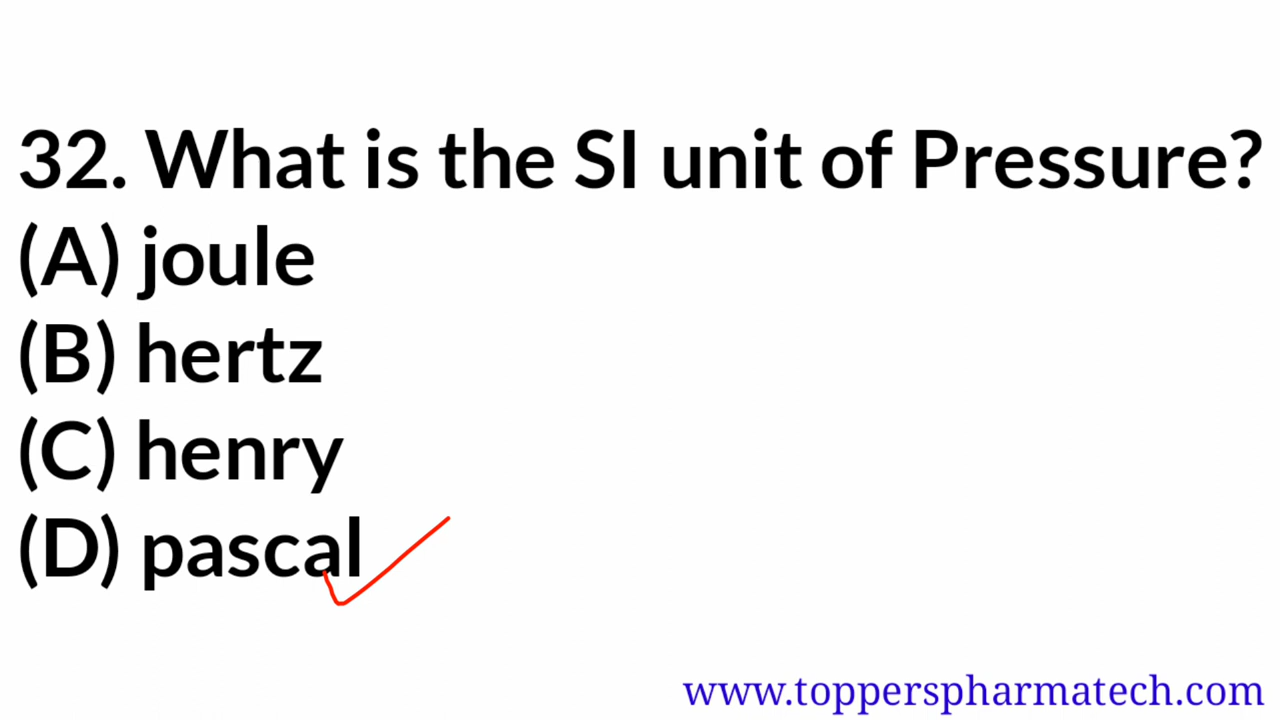 32. What is the SI unit of Pressure?
(A) joule
(B) hertz
(C) henry
(D) pascal
www.topperspharmatech.com